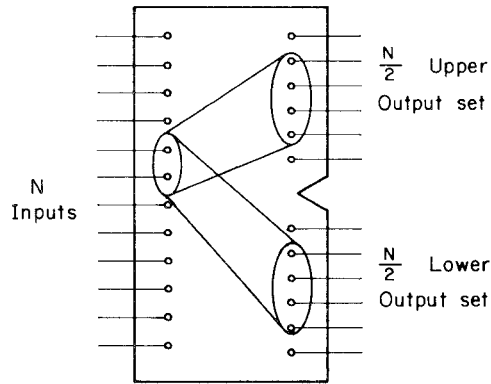 N
Inputs
N/2 Upper
Output set
N/2 Lower
Output set